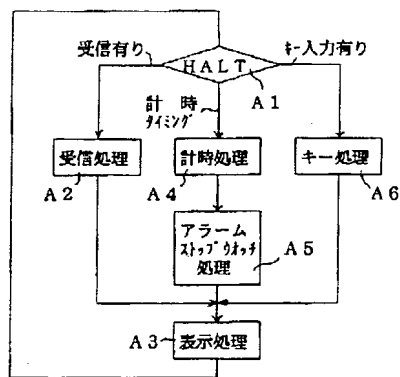 受信有り
HALT
ｷｰ入力有り
A1
計時
ﾀｲﾐﾝｸﾞ
受信処理
A2
計時処理
A4
キー処理
A6
アラーム
ｽﾄｯﾌﾟｳｵｯﾁ
処理
A5
A3
表示処理